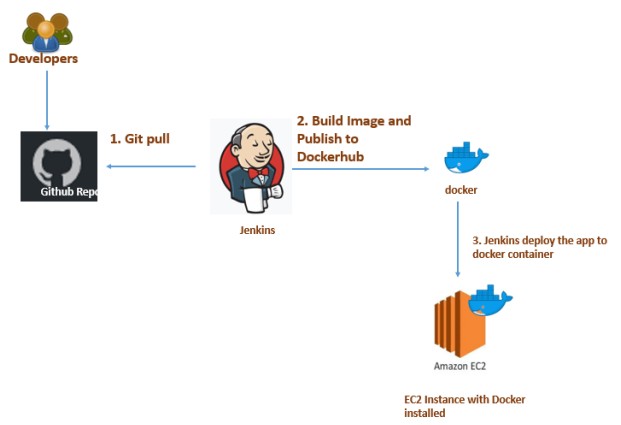 Developers
1. Git pull
2. Build Image and
Publish to
Dockerhub
Github Repo
docker
Jenkins
3. Jenkins deploy the app to
docker container
Amazon EC2
EC2 Instance with Docker
installed